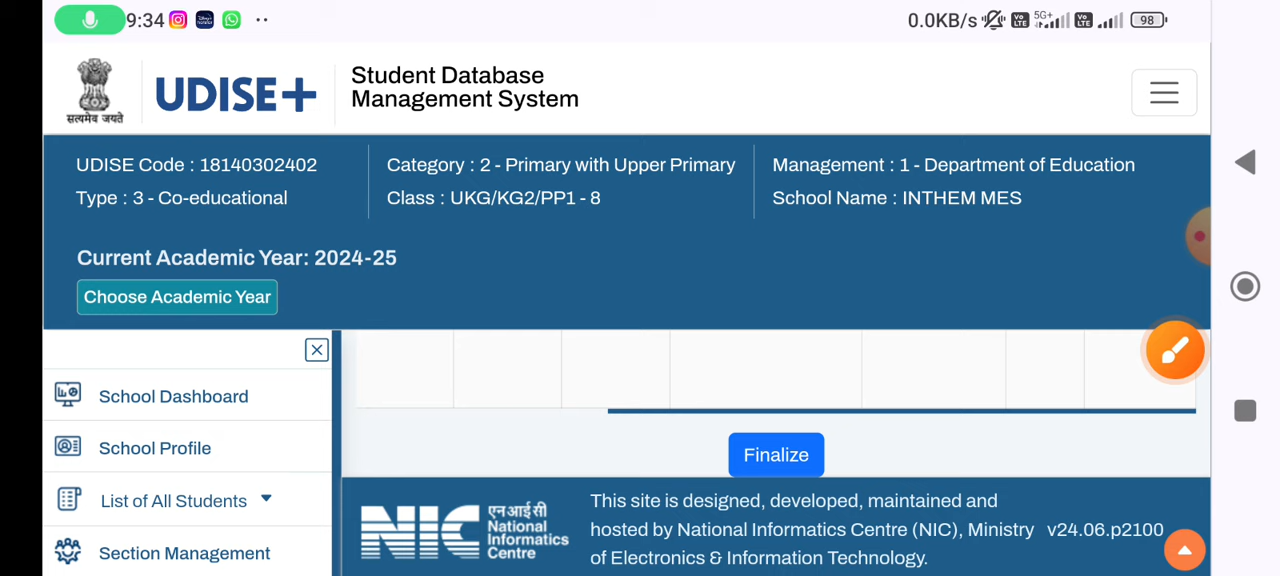 9:34
0.0KB/s
5G+
98
सत्यमेव जयते
UDISE+
Student Database
Management System
UDISE Code : 18140302402
Category : 2 - Primary with Upper Primary
Management : 1 - Department of Education
Type : 3 - Co-educational
Class : UKG/KG2/PP1 - 8
School Name : INTHEM MES
Current Academic Year: 2024-25
Choose Academic Year
School Dashboard
School Profile
List of All Students
Section Management
Finalize
NIC
एन आई सी
National
Informatics
Centre
This site is designed, developed, maintained and
hosted by National Informatics Centre (NIC), Ministry
of Electronics & Information Technology.
v24.06.p2100